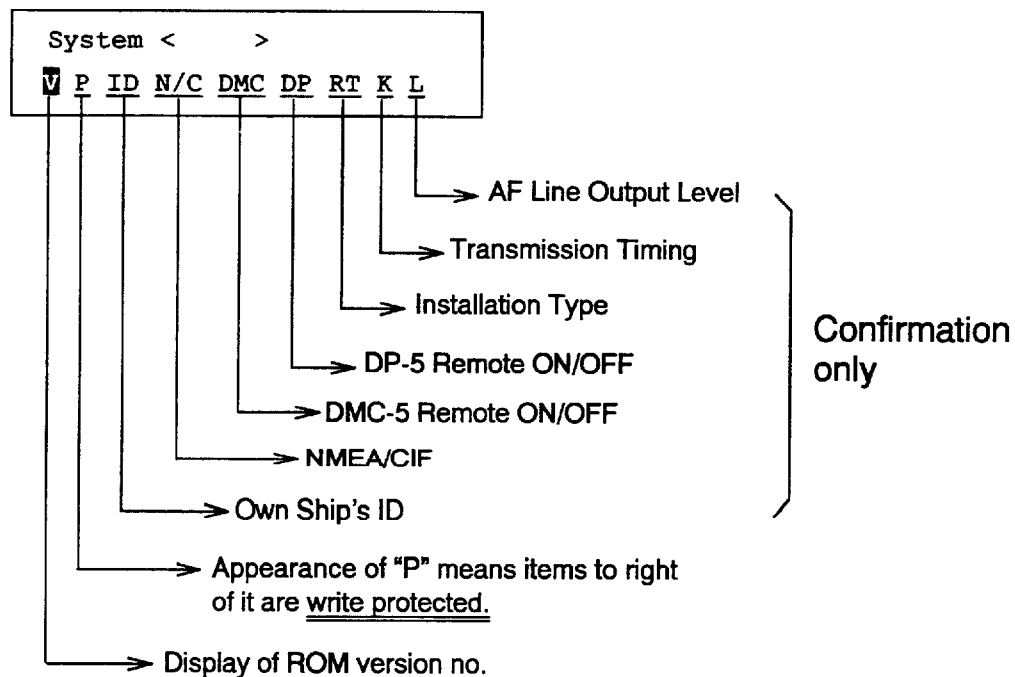 System <     >
V P ID N/C DMC DP RT K L
AF Line Output Level
Transmission Timing
Installation Type
DP-5 Remote ON/OFF
DMC-5 Remote ON/OFF
NMEA/CIF
Own Ship's ID
Confirmation
only
Appearance of "P" means items to right
of it are write protected.
Display of ROM version no.